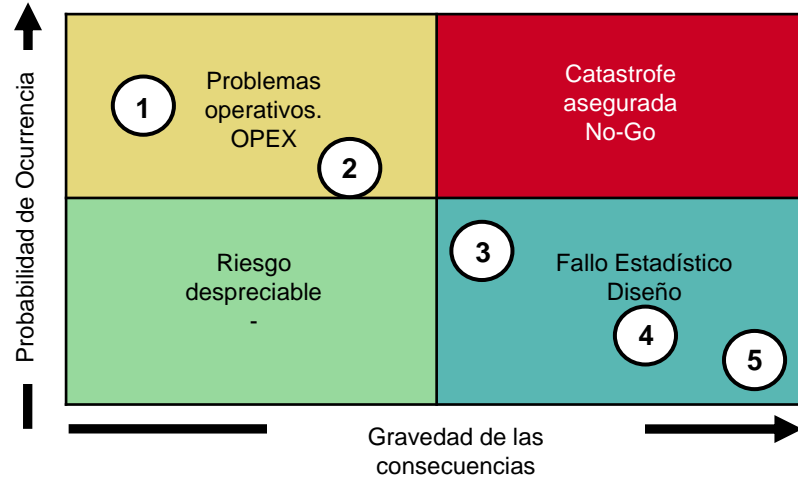 Probabilidad de Ocurrencia
1
Problemas
operativos.
OPEX
2
Catastrofe
asegurada
No-Go
Riesgo
despreciable
-
3
Fallo Estadístico
Diseño
4
5
Gravedad de las
consecuencias